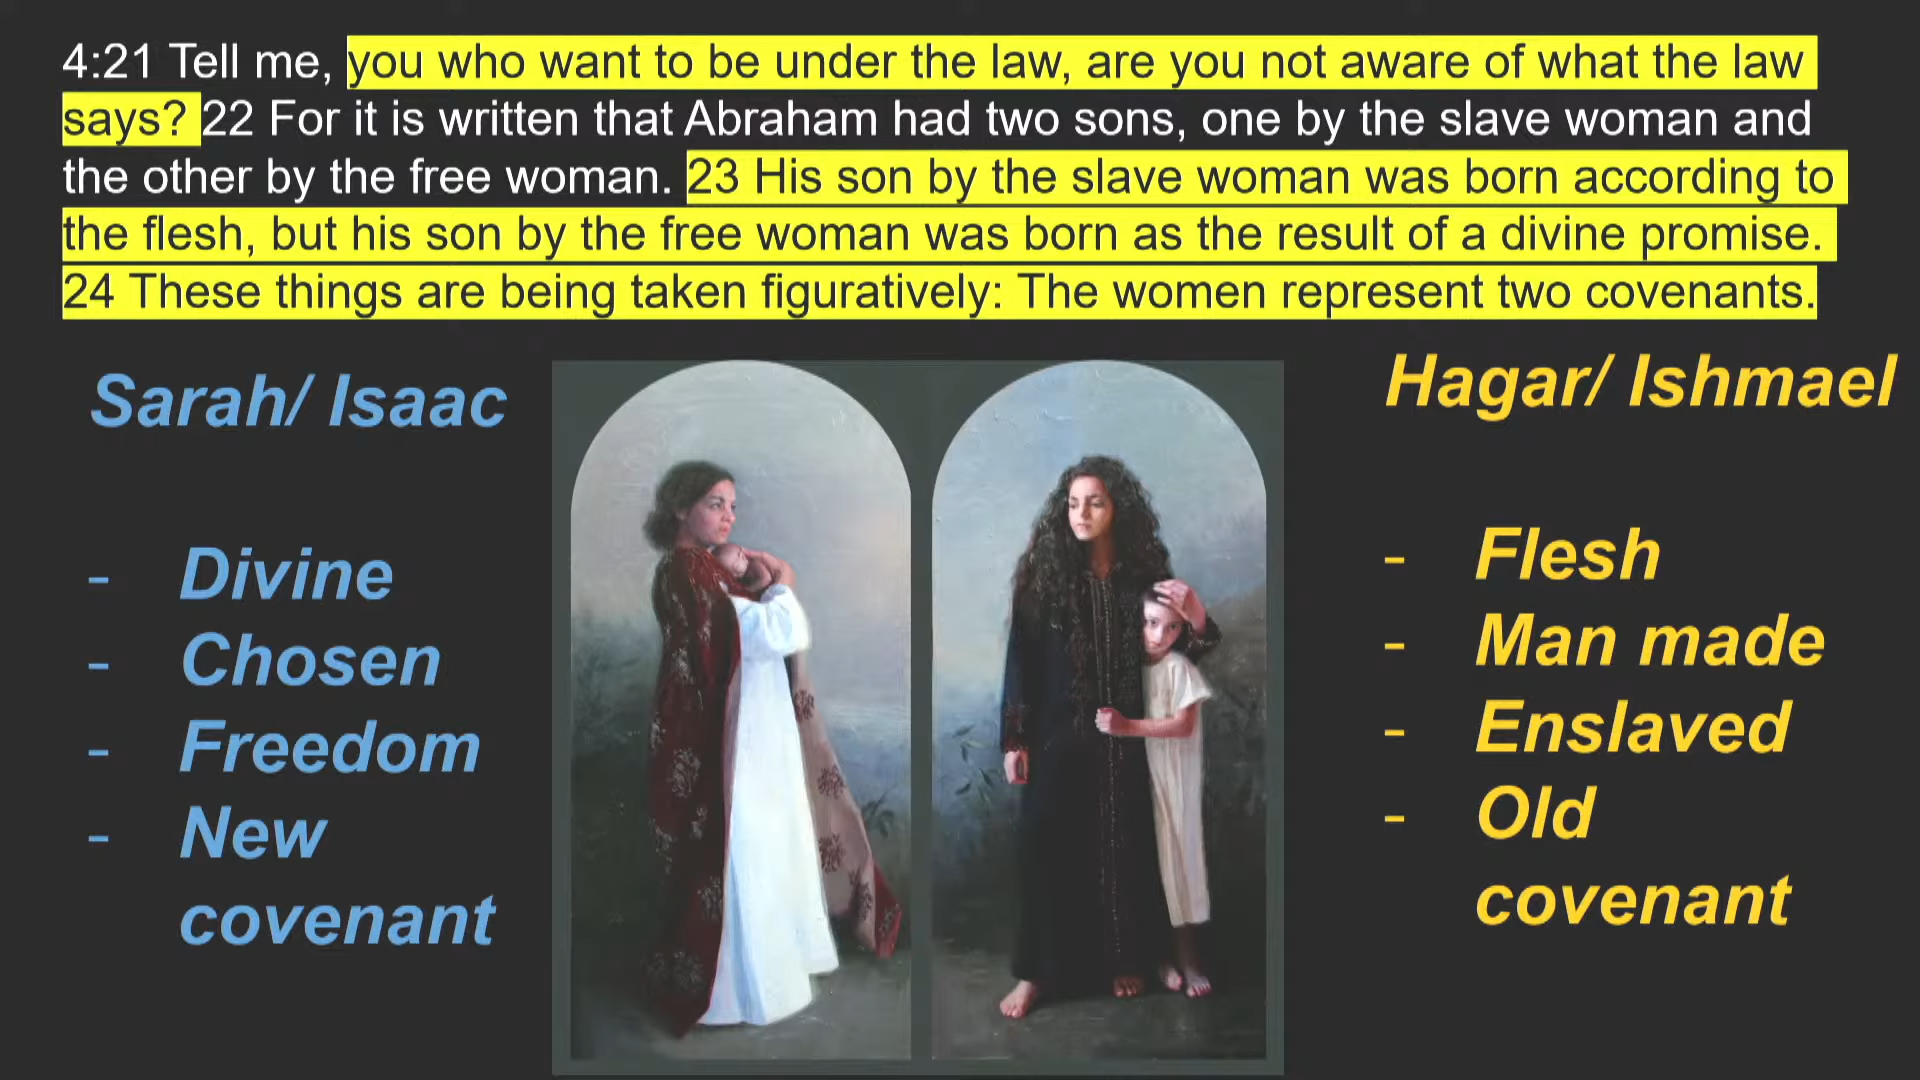 4:21 Tell me, you who want to be under the law, are you not aware of what the law
says? 22 For it is written that Abraham had two sons, one by the slave woman and
the other by the free woman. 23 His son by the slave woman was born according to
the flesh, but his son by the free woman was born as the result of a divine promise.
24 These things are being taken figuratively: The women represent two covenants.
Sarah/ Isaac
- Divine
- Chosen
- Freedom
- New
covenant
Hagar/ Ishmael
- Flesh
- Man made
- Enslaved
- Old
covenant